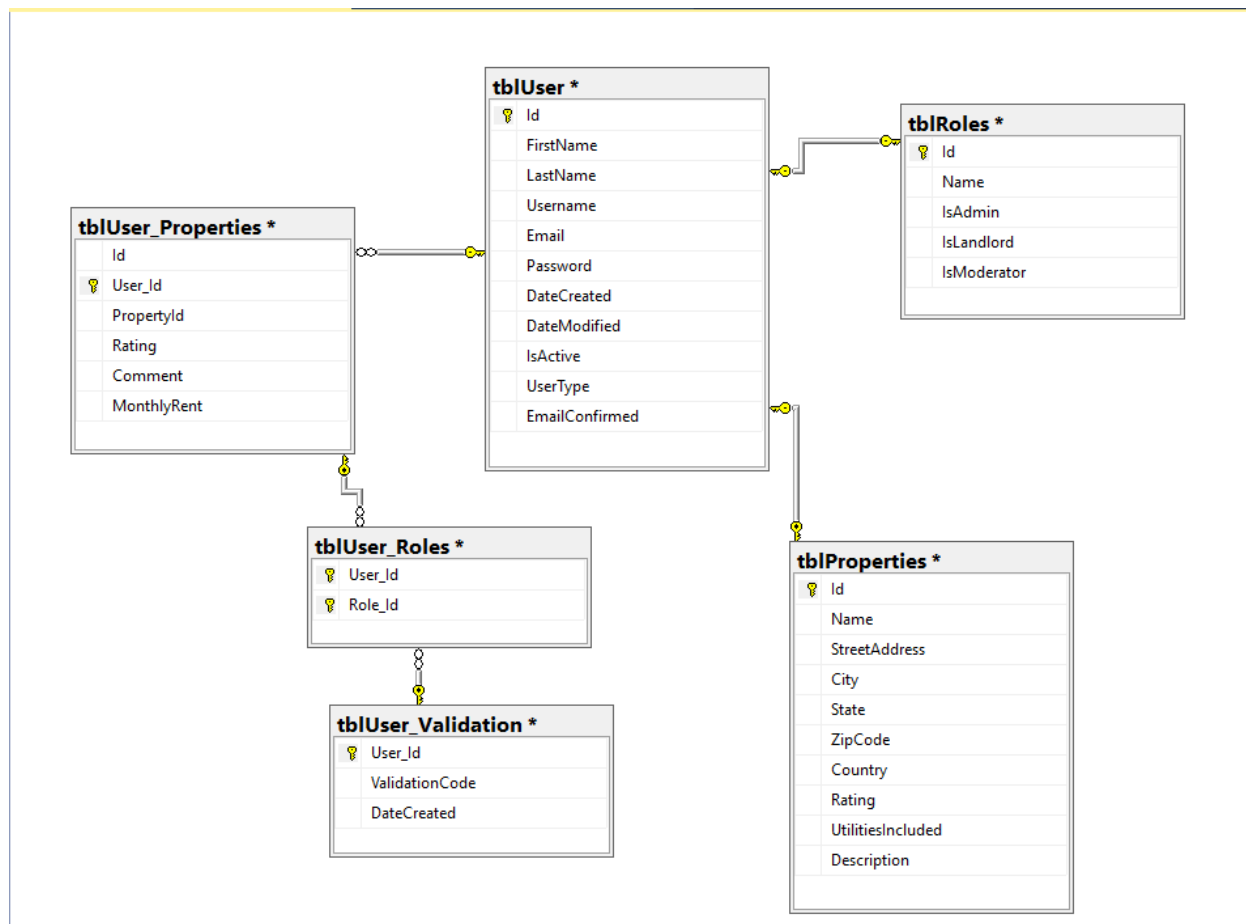 tblUser *
Id
FirstName
LastName
Username
Email
Password
DateCreated
DateModified
IsActive
UserType
EmailConfirmed
tblRoles *
Id
Name
IsAdmin
IsLandlord
IsModerator
tblUser_Properties *
Id
User_Id
PropertyId
Rating
Comment
MonthlyRent
tblUser_Roles *
User_Id
Role_Id
tblProperties *
Id
Name
StreetAddress
City
State
ZipCode
Country
Rating
UtilitiesIncluded
Description
tblUser_Validation *
User_Id
ValidationCode
DateCreated